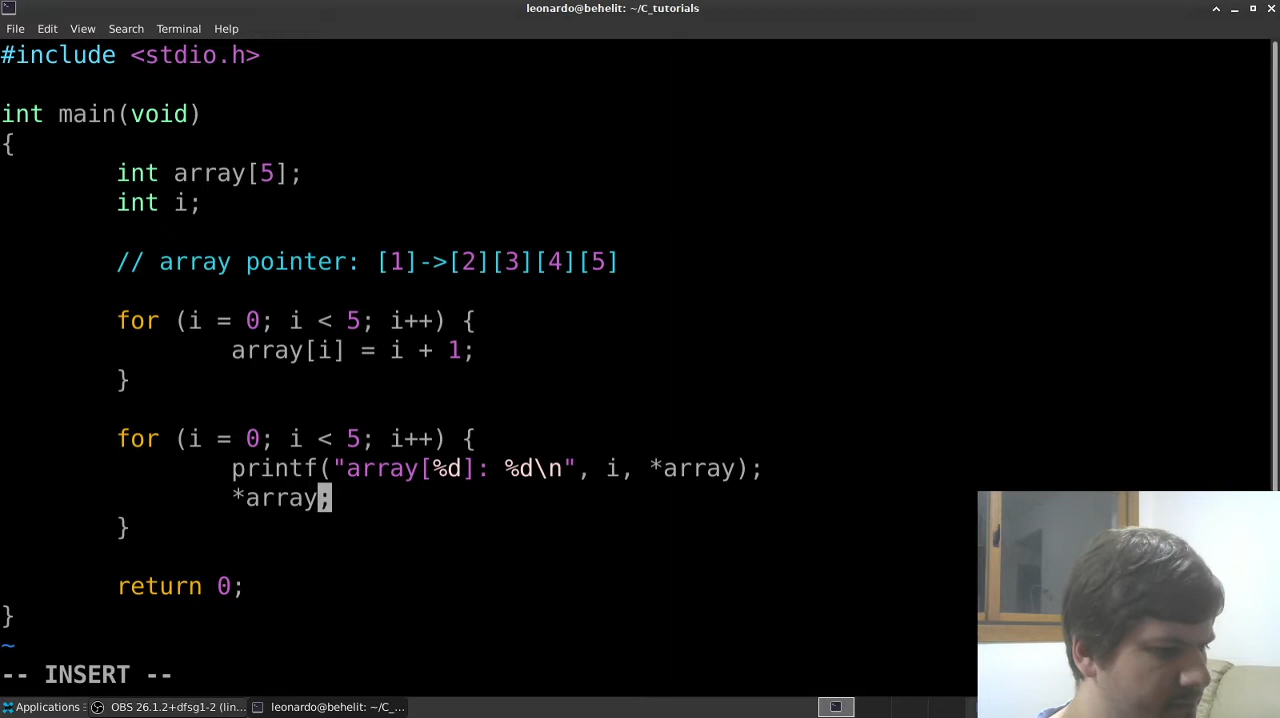 leonardo@behelit: ~/C_tutorials
File Edit View Search Terminal Help
#include <stdio.h>
int main(void)
{
int array[5];
int i;
// array pointer: [1]->[2][3][4][5]
for (i = 0; i < 5; i++) {
array[i] = i + 1;
}
for (i = 0; i < 5; i++) {
printf("array[%d]: %d\n", i, *array);
*array;
}
return 0;
}
~
-- INSERT --
Applications OBS 26.1.2+dfsg1-2 (lin... leonardo@behelit: ~/C_...